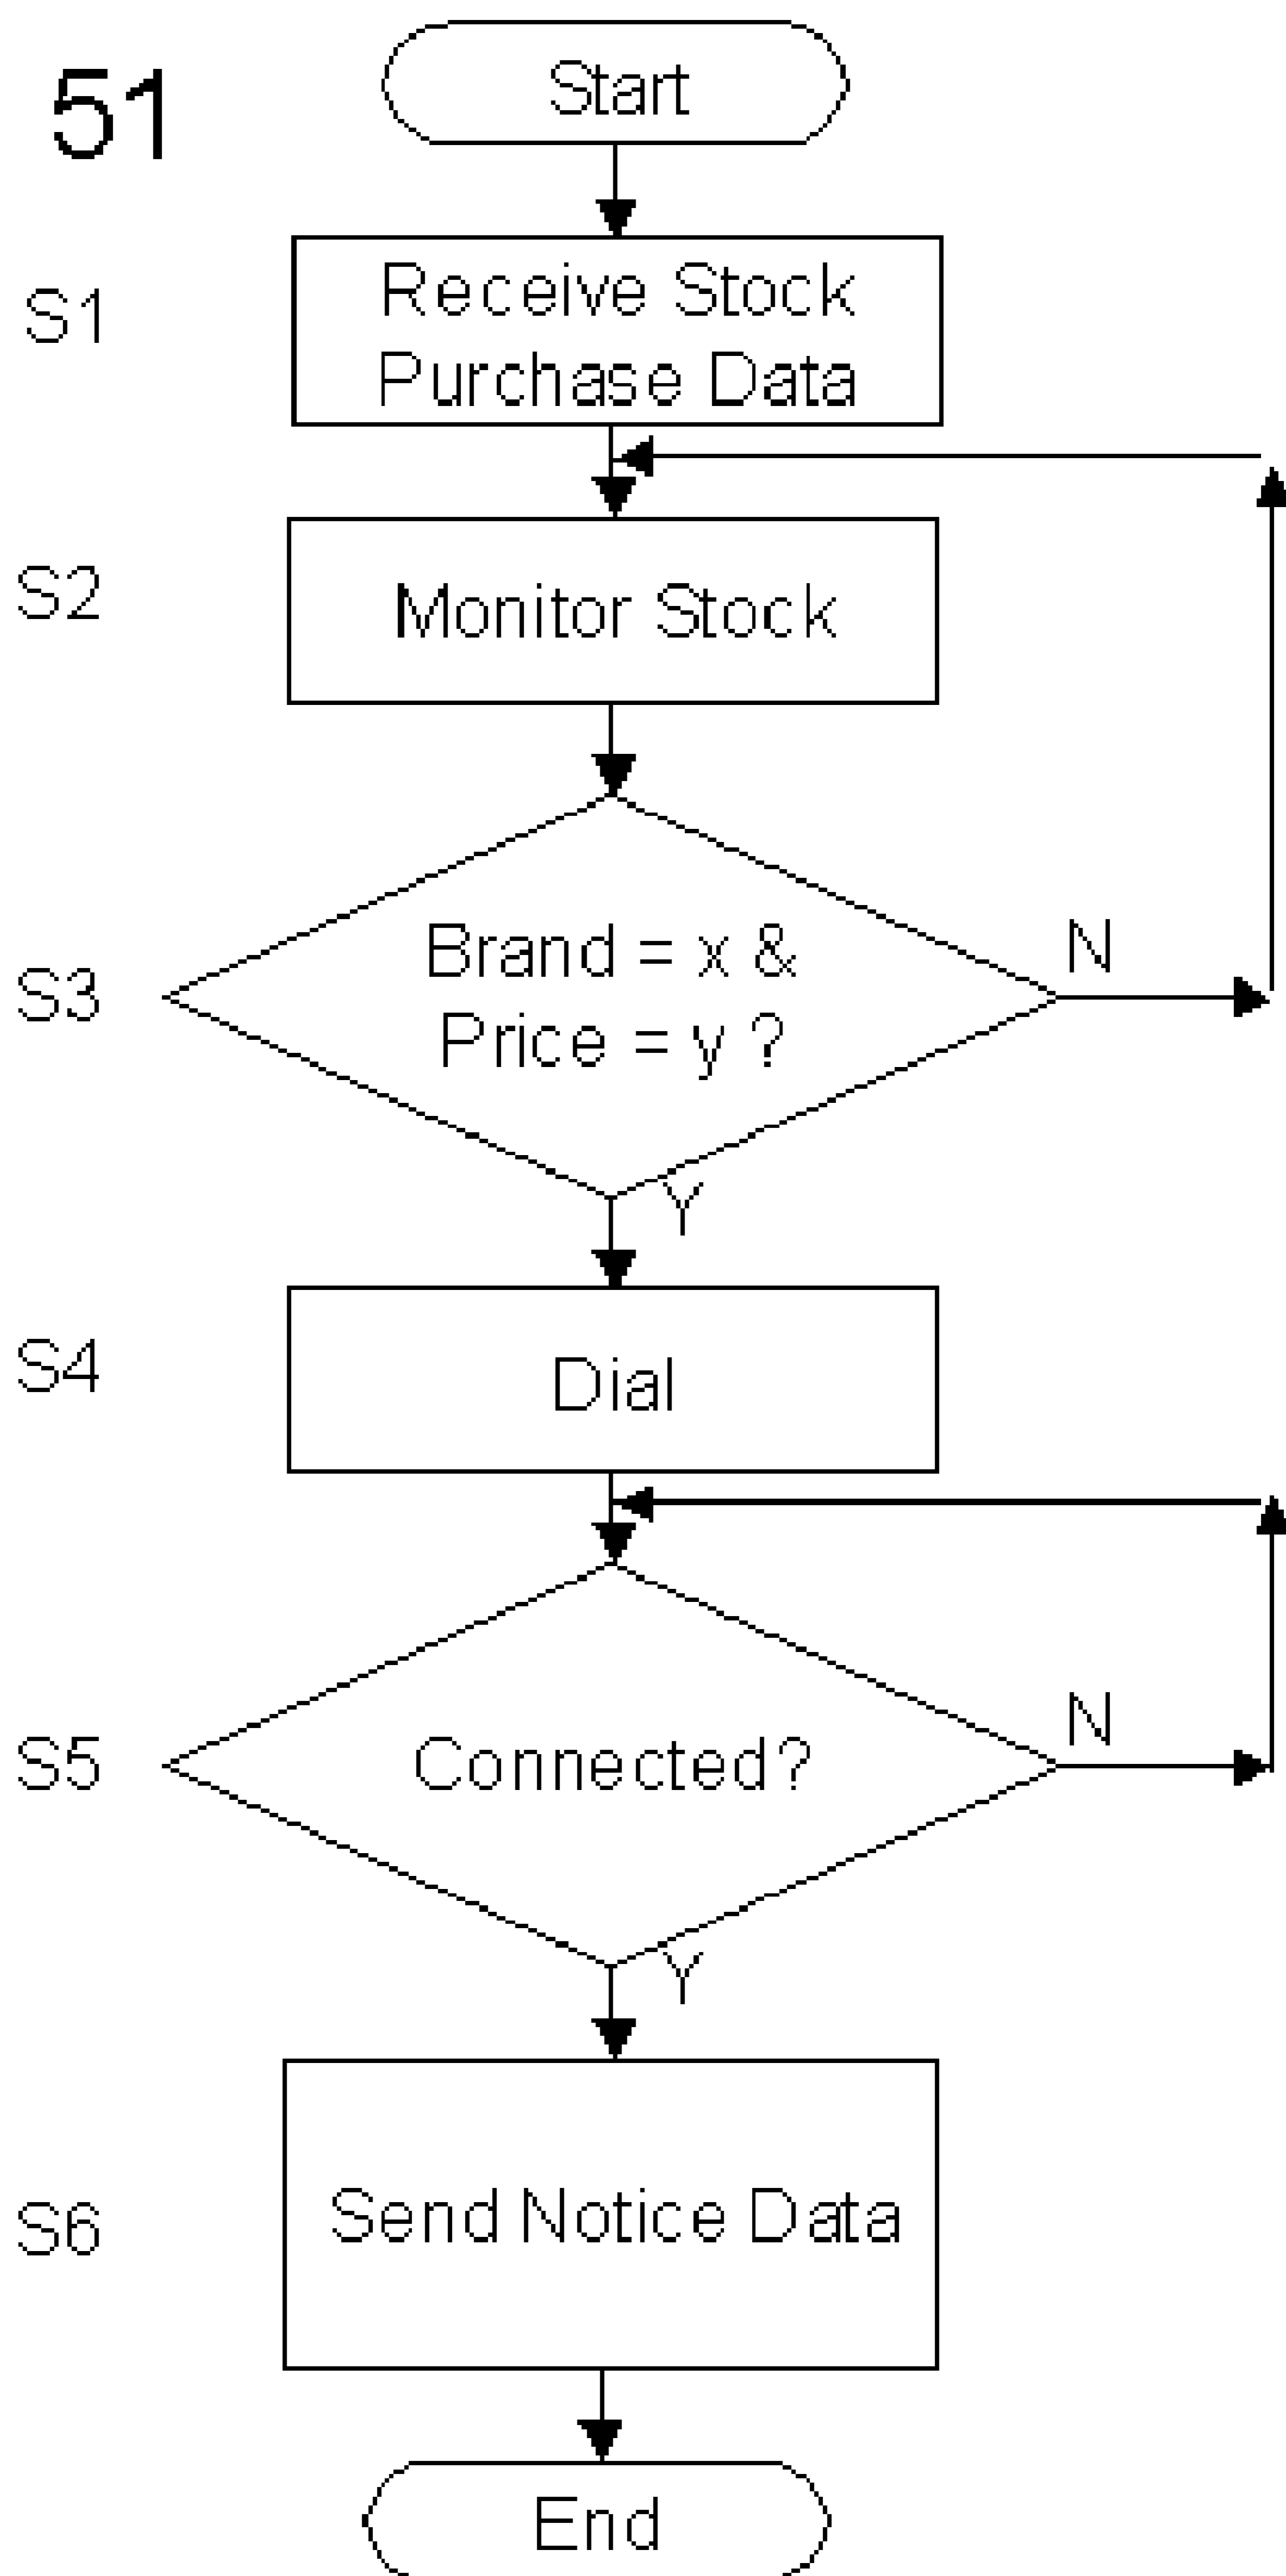 51
Start
S1
Receive Stock
Purchase Data
S2
Monitor Stock
S3
Brand = x &
Price = y ?
N
Y
S4
Dial
S5
Connected?
N
Y
S6
Send Notice Data
End